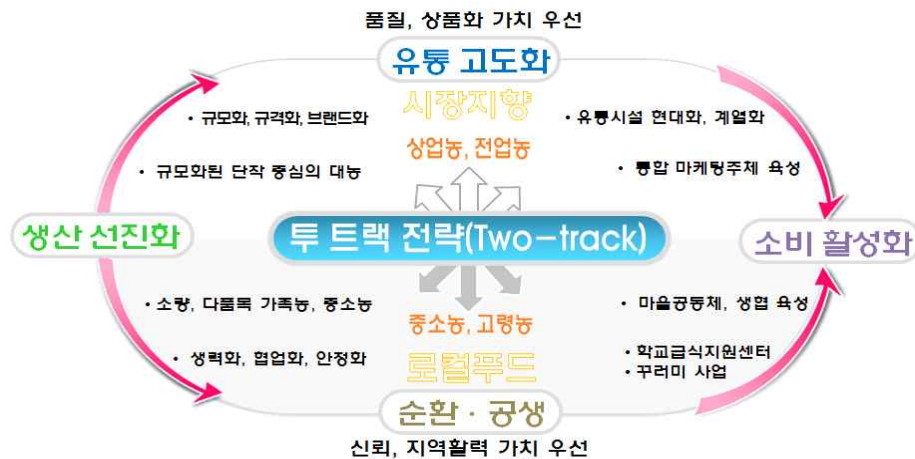 품질, 상품화 가치 우선
유통 고도화
시장지향
• 규모화, 규격화, 브랜드화
• 유통시설 현대화, 계열화
상업농, 전업농
• 규모화된 단작 중심의 대농
• 통합 마케팅주체 육성
생산 선진화
투 트랙 전략(Two-track)
소비 활성화
• 소량, 다품목 가족농, 중소농
• 마을공동체, 생협 육성
중소농, 고령농
• 생력화, 협업화, 안정화
로컬푸드
• 학교급식지원센터
• 꾸러미 사업
순환 · 공생
신뢰, 지역활력 가치 우선